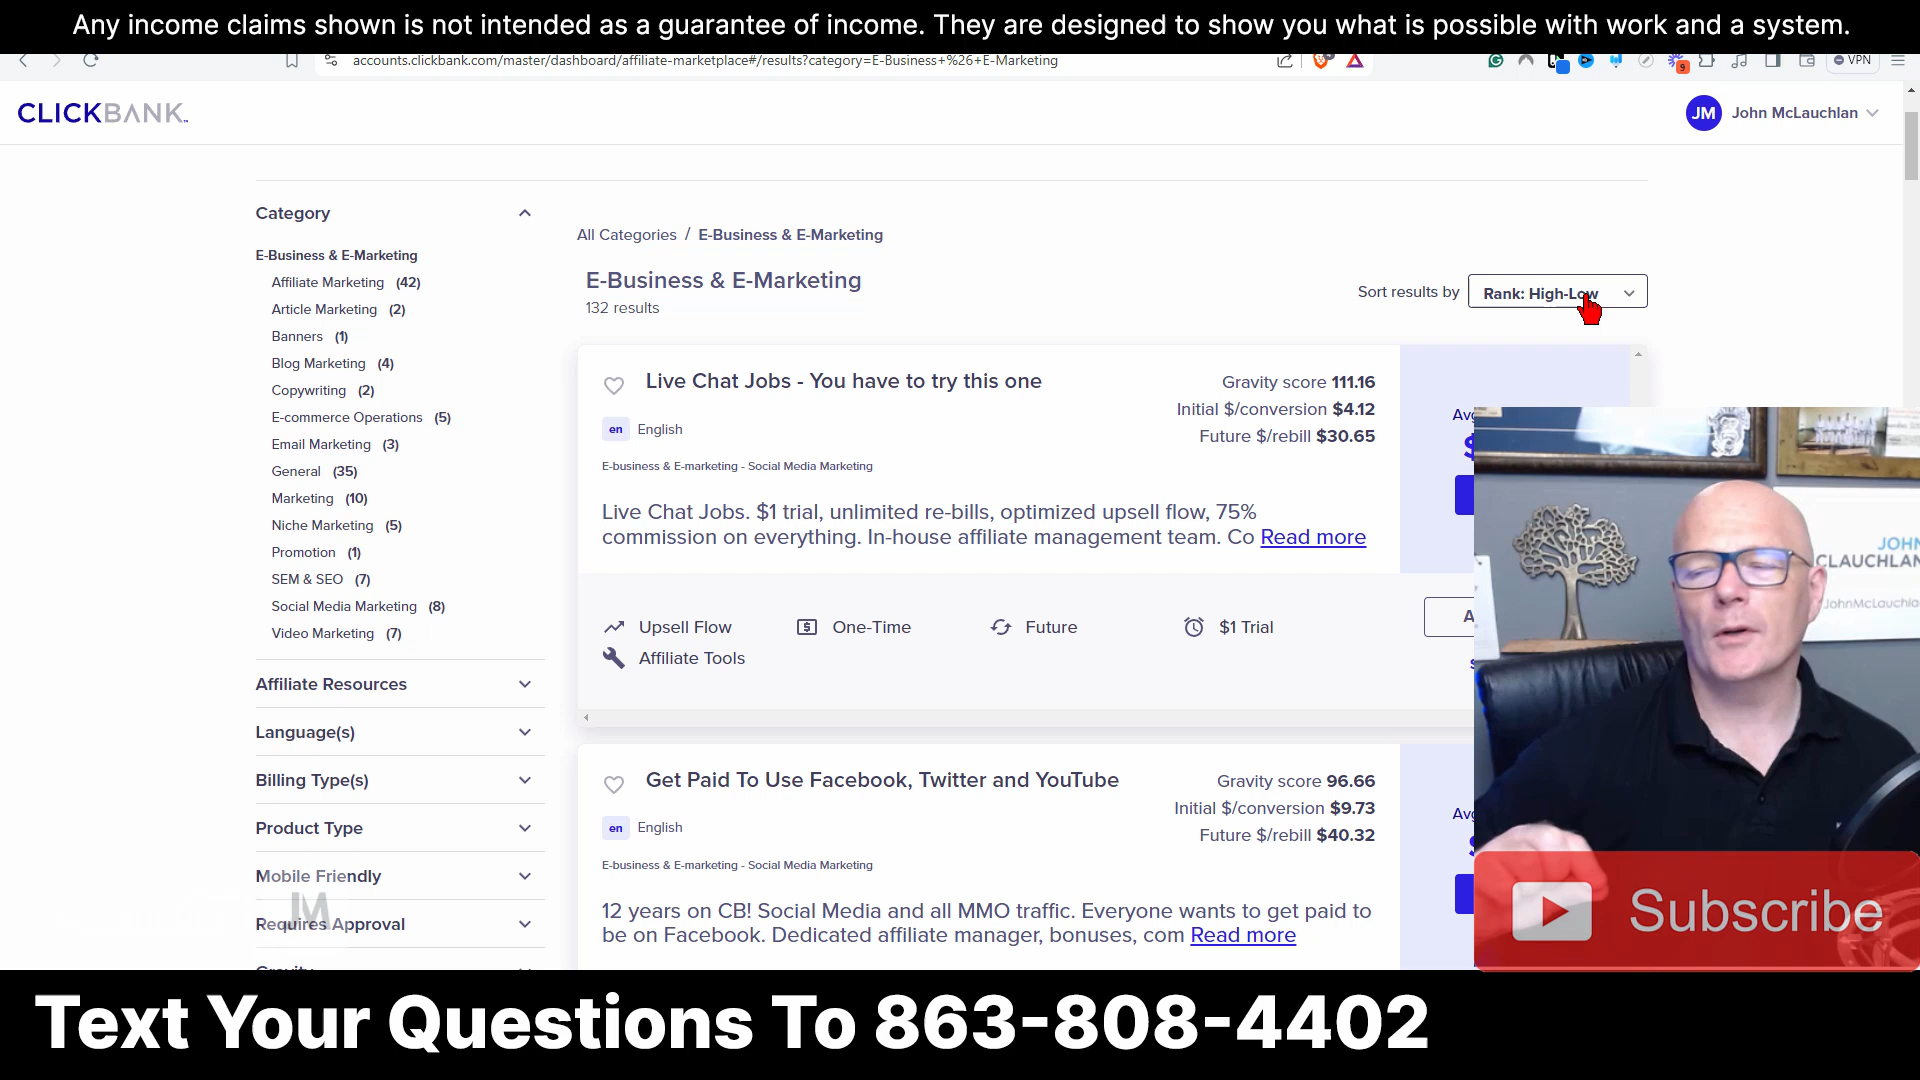 Any income claims shown is not intended as a guarantee of income. They are designed to show you what is possible with work and a system.
accounts.clickbank.com/master/dashboard/affiliate-marketplace#/results?category=E-Business+%26+E-Marketing
9
VPN
CLICKBANK
JM
John McLauchlan
Category
E-Business & E-Marketing
Affiliate Marketing (42)
Article Marketing (2)
Banners (1)
Blog Marketing (4)
Copywriting (2)
E-commerce Operations (5)
Email Marketing (3)
General (35)
Marketing (10)
Niche Marketing (5)
Promotion (1)
SEM & SEO (7)
Social Media Marketing (8)
Video Marketing (7)
Affiliate Resources
Language(s)
Billing Type(s)
Product Type
Mobile Friendly
Requires Approval
JM
All Categories / E-Business & E-Marketing
E-Business & E-Marketing
132 results
Sort results by
Rank: High-Low
Live Chat Jobs - You have to try this one
Gravity score 111.16
Initial $/conversion $4.12
Future $/rebill $30.65
en English
E-business & E-marketing - Social Media Marketing
Live Chat Jobs. $1 trial, unlimited re-bills, optimized upsell flow, 75%
commission on everything. In-house affiliate management team. Co Read more
Upsell Flow
One-Time
Future
$1 Trial
Affiliate Tools
Get Paid To Use Facebook, Twitter and YouTube
Gravity score 96.66
Initial $/conversion $9.73
Future $/rebill $40.32
en English
E-business & E-marketing - Social Media Marketing
12 years on CB! Social Media and all MMO traffic. Everyone wants to get paid to
be on Facebook. Dedicated affiliate manager, bonuses, com Read more
JOHN
CLAUCHLAN
JohnMcLauchla
Subscribe
Text Your Questions To 863-808-4402